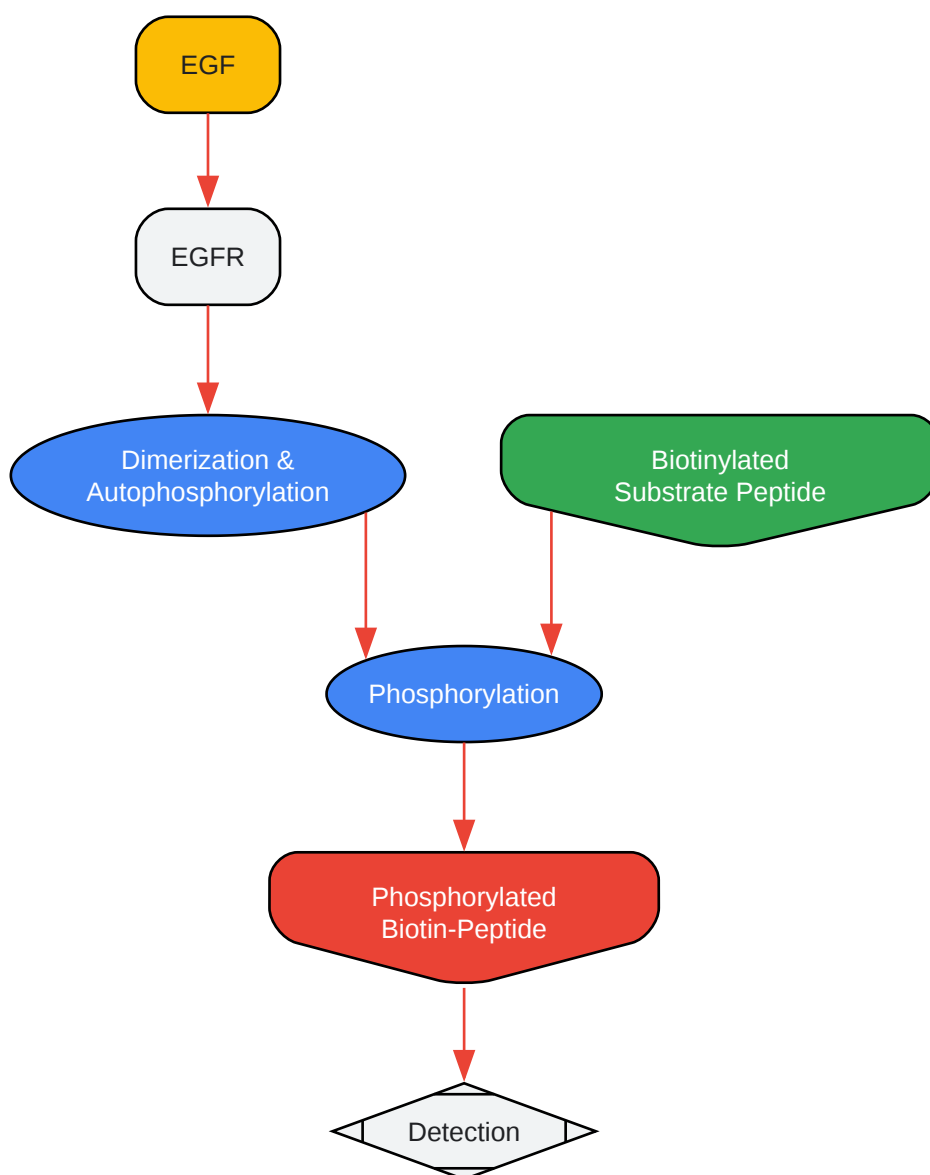 EGF
EGFR
Dimerization &
Autophosphorylation
Biotinylated
Substrate Peptide
Phosphorylation
Phosphorylated
Biotin-Peptide
Detection